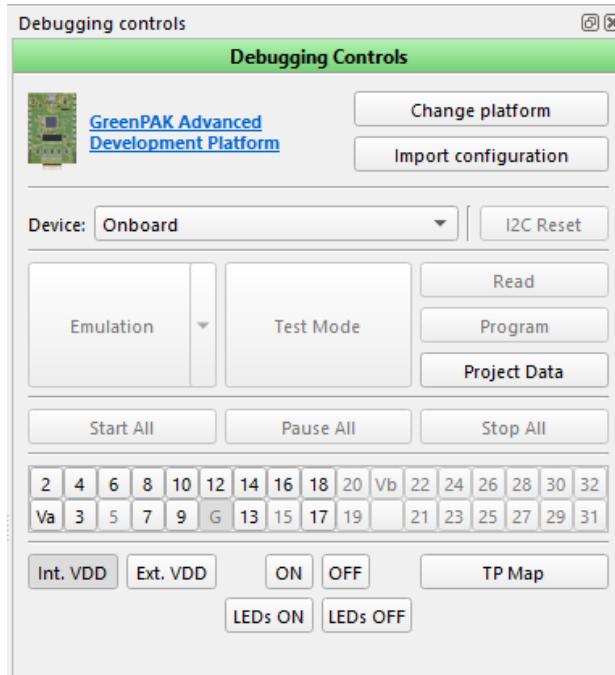 Debugging controls
Debugging Controls
GreenPAK Advanced
Development Platform
Change platform
Import configuration
Device: Onboard I2C Reset
Emulation Test Mode Read
Program
Project Data
Start All Pause All Stop All
2 4 6 8 10 12 14 16 18 20 Vb 22 24 26 28 30 32
Va 3 5 7 9 G 13 15 17 19 21 23 25 27 29 31
Int. VDD Ext. VDD ON OFF TP Map
LEDs ON LEDs OFF